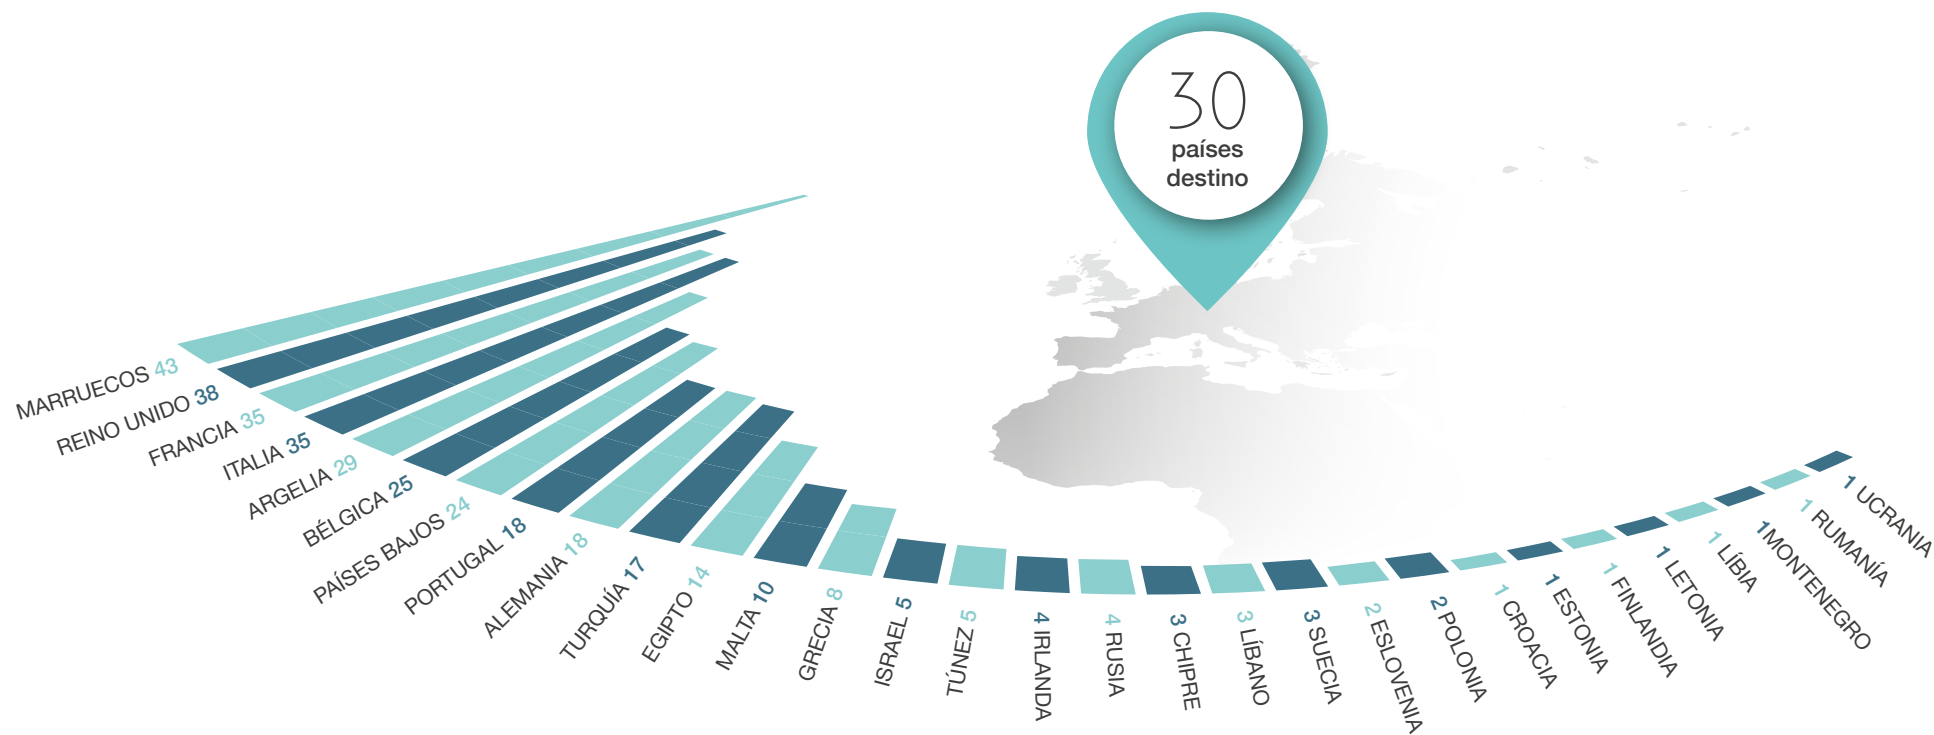 30
países
destino
MARRUECOS 43
REINO UNIDO 38
FRANCIA 35
ITALIA 35
ARGELIA 29
BÉLGICA 25
PAÍSES BAJOS 24
PORTUGAL 18
ALEMANIA 18
TURQUÍA 17
EGIPTO 14
MALTA 10
GRECIA 8
ISRAEL 5
TÚNEZ 5
4 IRLANDA
4 RUSIA
3 CHIPRE
3 LÍBANO
3 SUECIA
2 ESLOVENIA
2 POLONIA
1 CROACIA
1 ESTONIA
1 FINLANDIA
1 LETONIA
1 LÍBIA
1MONTENEGRO
1 RUMANÍA
1 UCRANIA